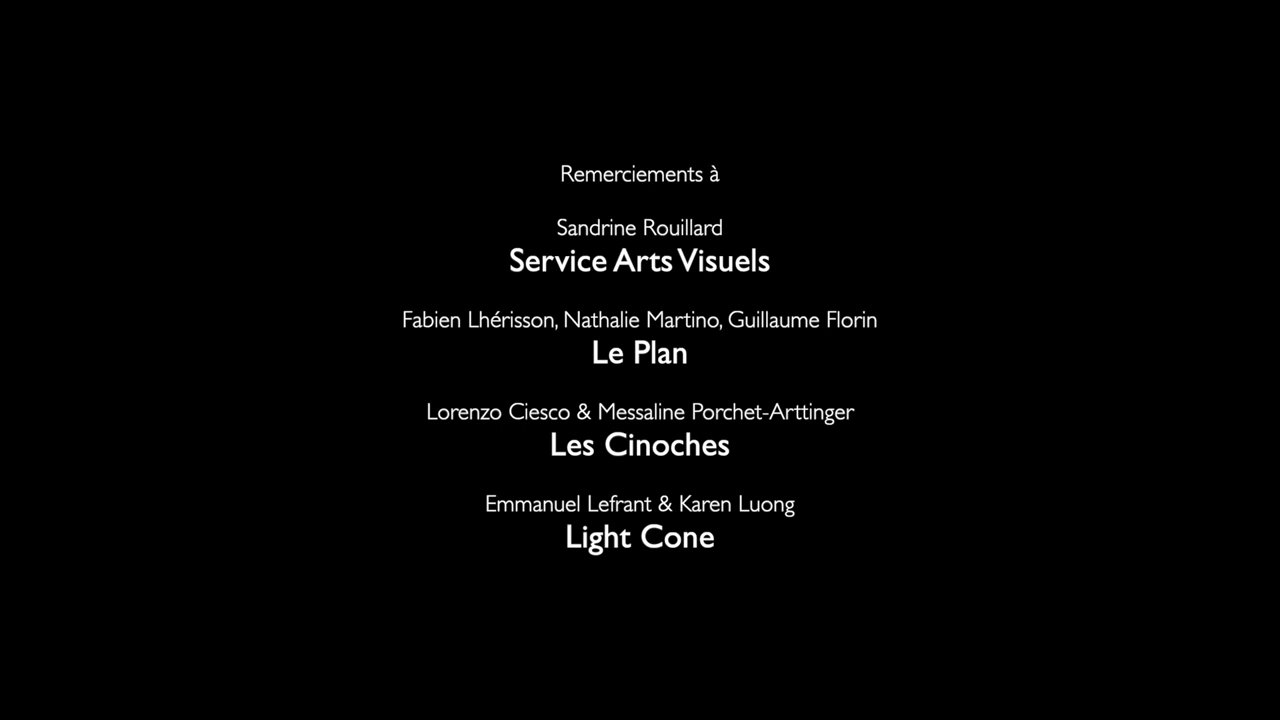 Remerciements à
Sandrine Rouillard
Service Arts Visuels
Fabien Lhérisson, Nathalie Martino, Guillaume Florin
Le Plan
Lorenzo Ciesco & Messaline Porchet-Arttinger
Les Cinoches
Emmanuel Lefrant & Karen Luong
Light Cone